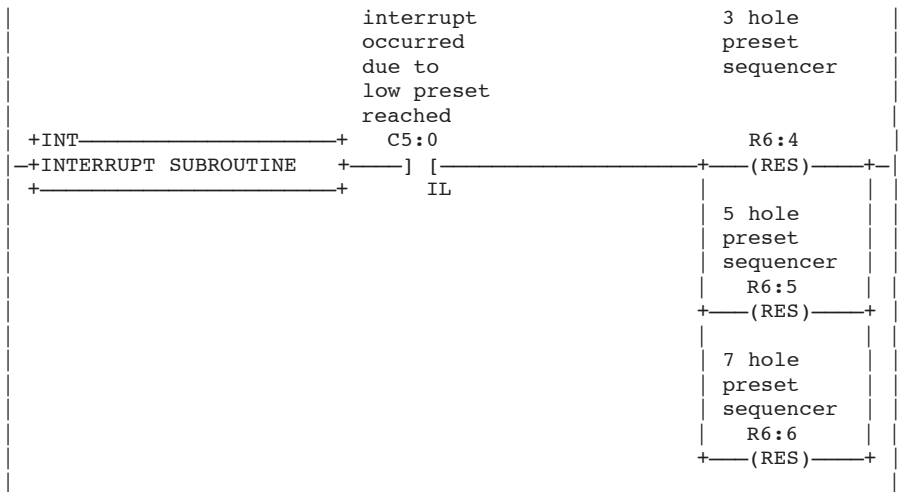 interrupt 3 hole
occurred preset
due to sequencer
low preset
reached
+INT + C5:0 R6:4
+INTERRUPT SUBROUTINE + ] [ + (RES) +
+ + IL
5 hole
preset
sequencer
R6:5
+ (RES) +
7 hole
preset
sequencer
R6:6
+ (RES) +